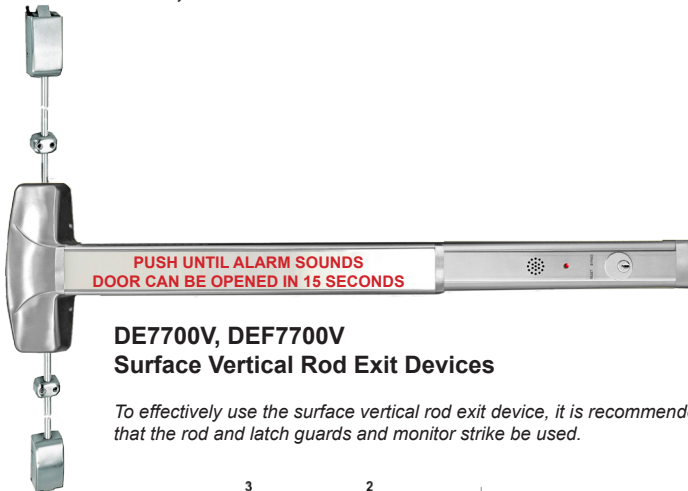 PUSH UNTIL ALARM SOUNDS
DOOR CAN BE OPENED IN 15 SECONDS
DE7700V, DEF7700V
Surface Vertical Rod Exit Devices
To effectively use the surface vertical rod exit device, it is recommende
that the rod and latch guards and monitor strike be used.
3 2